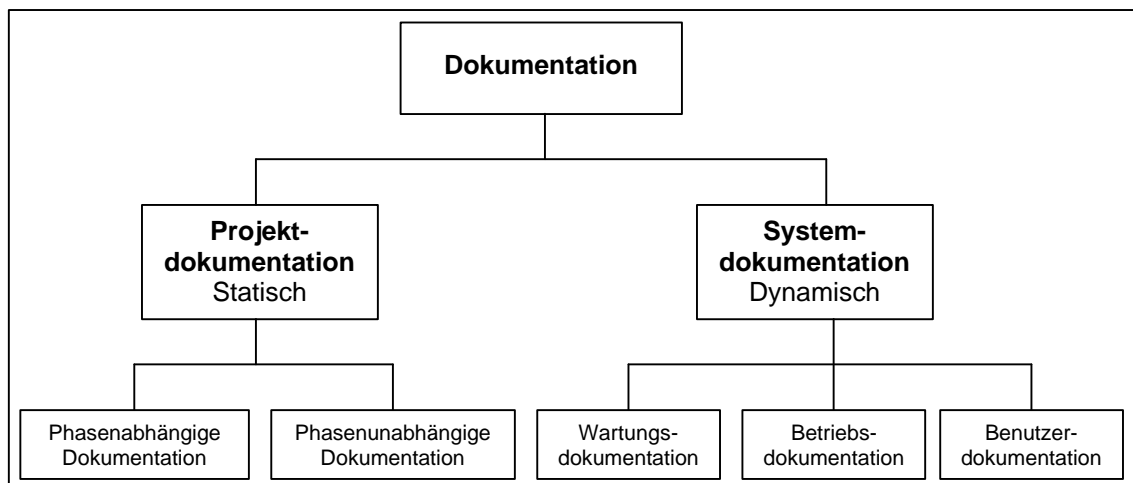 Dokumentation
Projekt-
dokumentation
Statisch
System-
dokumentation
Dynamisch
Phasenabhängige
Dokumentation
Phasenunabhängige
Dokumentation
Wartungs-
dokumentation
Betriebs-
dokumentation
Benutzer-
dokumentation